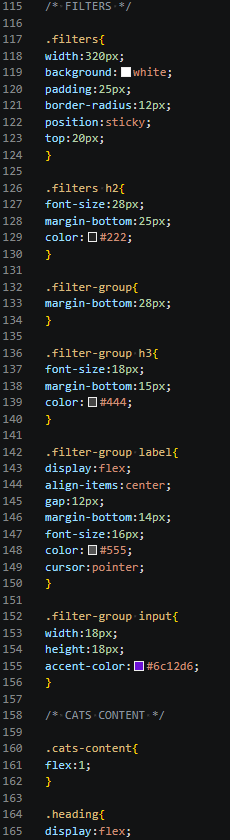 115 /* FILTERS */
116
117 .filters{
118 width:320px;
119 background:white;
120 padding:25px;
121 border-radius:12px;
122 position:sticky;
123 top:20px;
124 }
125
126 .filters h2{
127 font-size:28px;
128 margin-bottom:25px;
129 color:#222;
130 }
131
132 .filter-group{
133 margin-bottom:28px;
134 }
135
136 .filter-group h3{
137 font-size:18px;
138 margin-bottom:15px;
139 color:#444;
140 }
141
142 .filter-group label{
143 display:flex;
144 align-items:center;
145 gap:12px;
146 margin-bottom:14px;
147 font-size:16px;
148 color:#555;
149 cursor:pointer;
150 }
151
152 .filter-group input{
153 width:18px;
154 height:18px;
155 accent-color:#6c12d6;
156 }
157
158 /* CATS CONTENT */
159
160 .cats-content{
161 flex:1;
162 }
163
164 .heading{
165 display:flex;